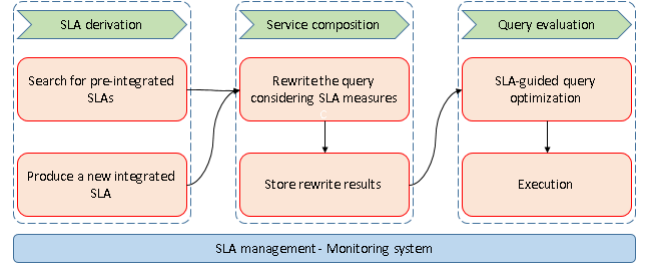 SLA derivation
Search for pre-integrated
SLAs
Produce a new integrated
SLA
Service composition
Rewrite the query
considering SLA measures
Store rewrite results
Query evaluation
SLA-guided query
optimization
Execution
SLA management - Monitoring system